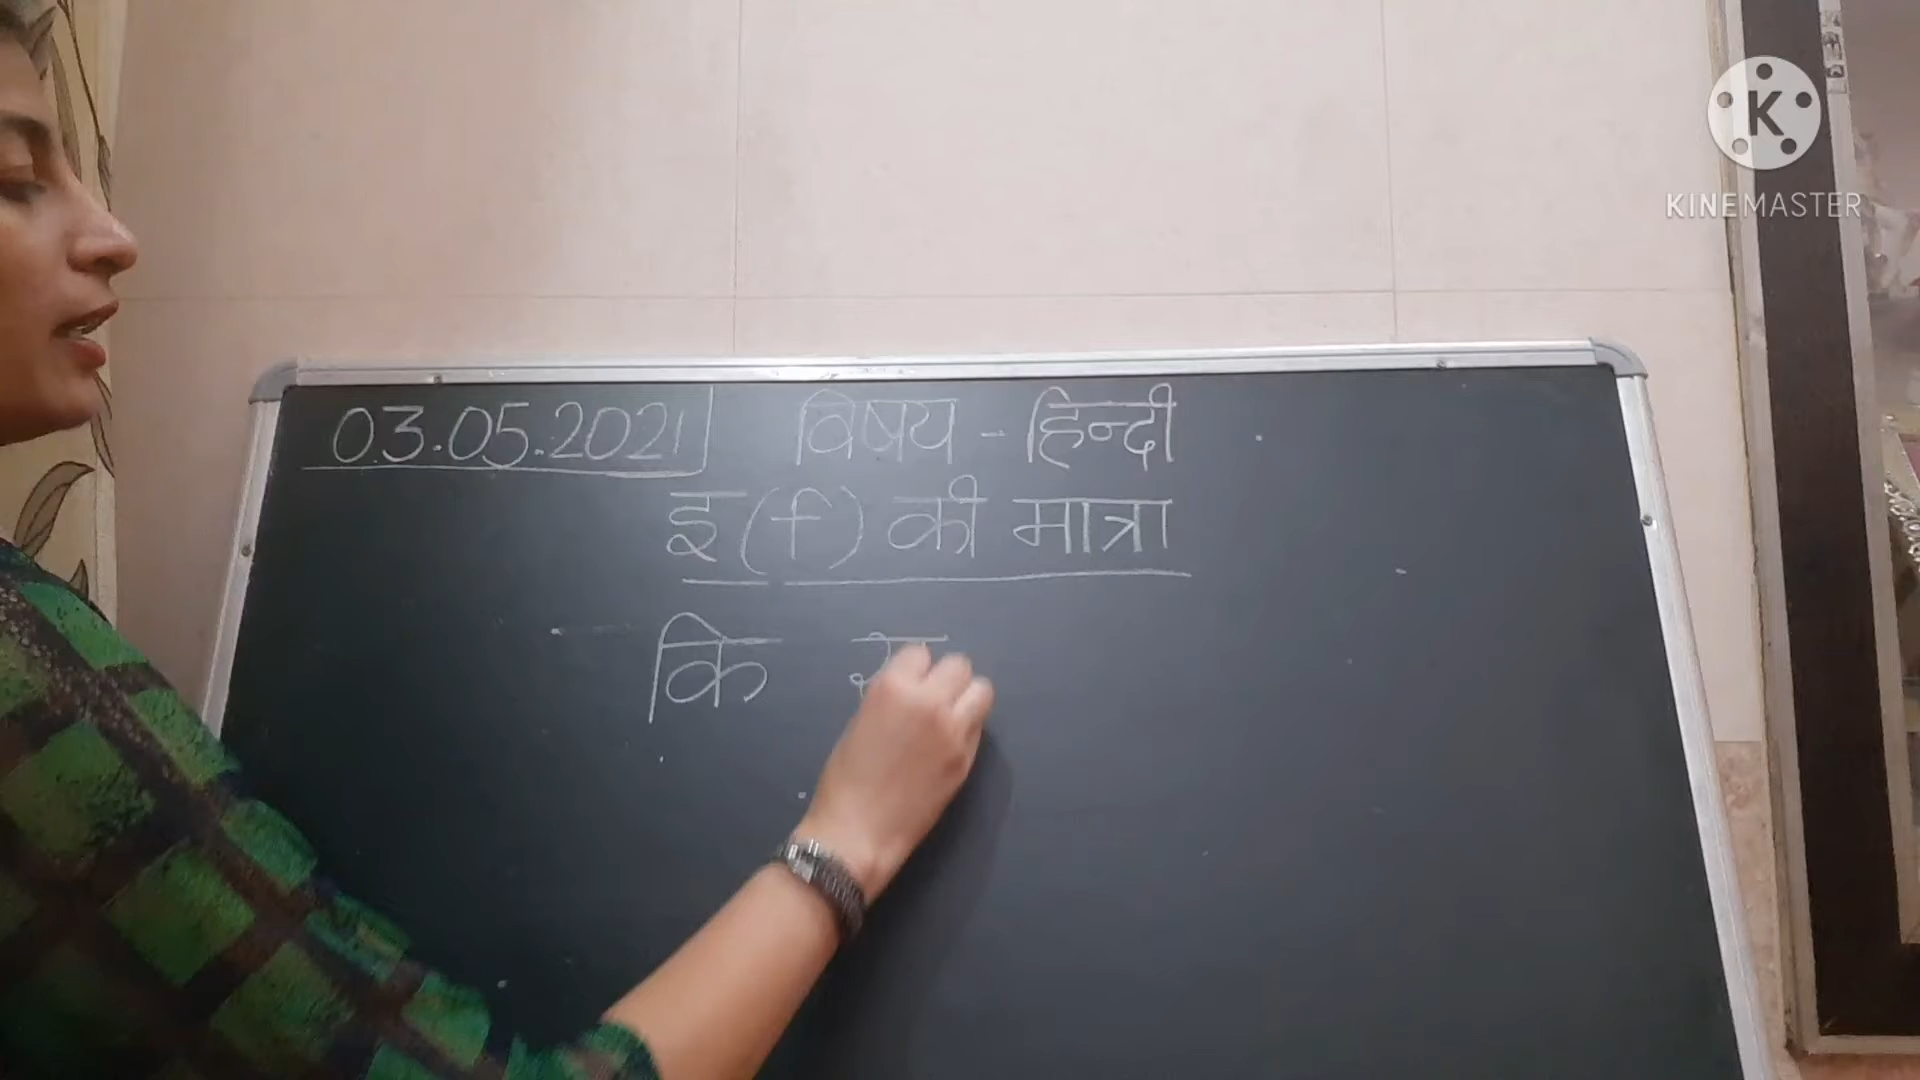 KINEMASTER
03.05.2021 विषय - हिन्दी
इ (ि) की मात्रा
कि